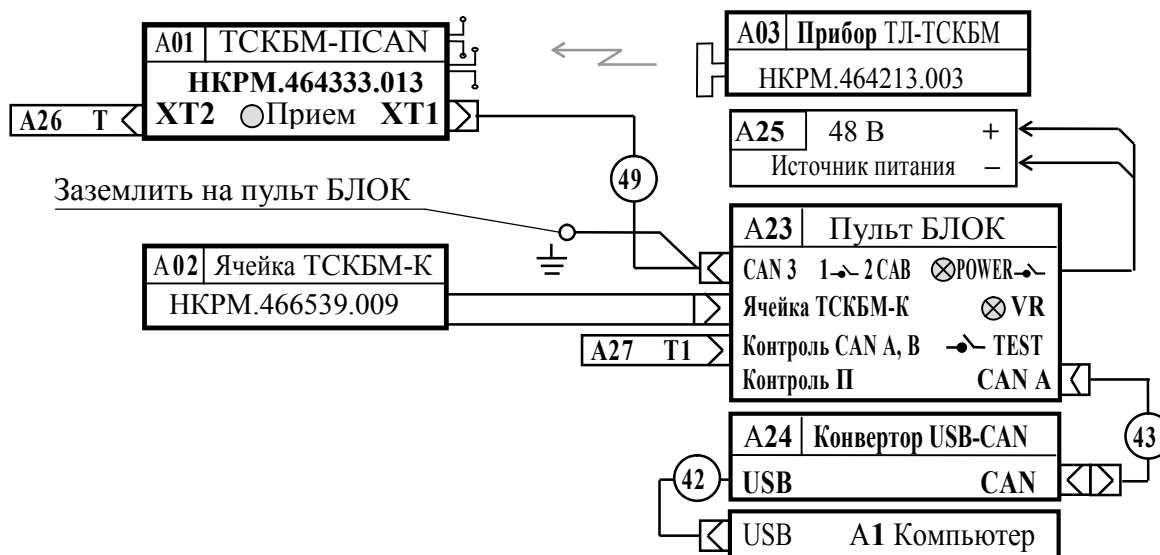 A01 ТСКБМ-ПСАN
НКРМ.464333.013
XT2 Прием XT1
A26 T
A03 Прибор ТЛ-ТСКБМ
НКРМ.464213.003
A25 48 В +
Источник питания –
49
Заземлить на пульт БЛОК
A02 Ячейка ТСКБМ-К
НКРМ.466539.009
A23 Пульт БЛОК
CAN 3 1 2 CAB POWER
Ячейка ТСКБМ-К VR
Контроль CAN A, B TEST
Контроль П CAN A
A27 T1
A24 Конвертор USB-CAN
USB CAN
42
43
USB A1 Компьютер